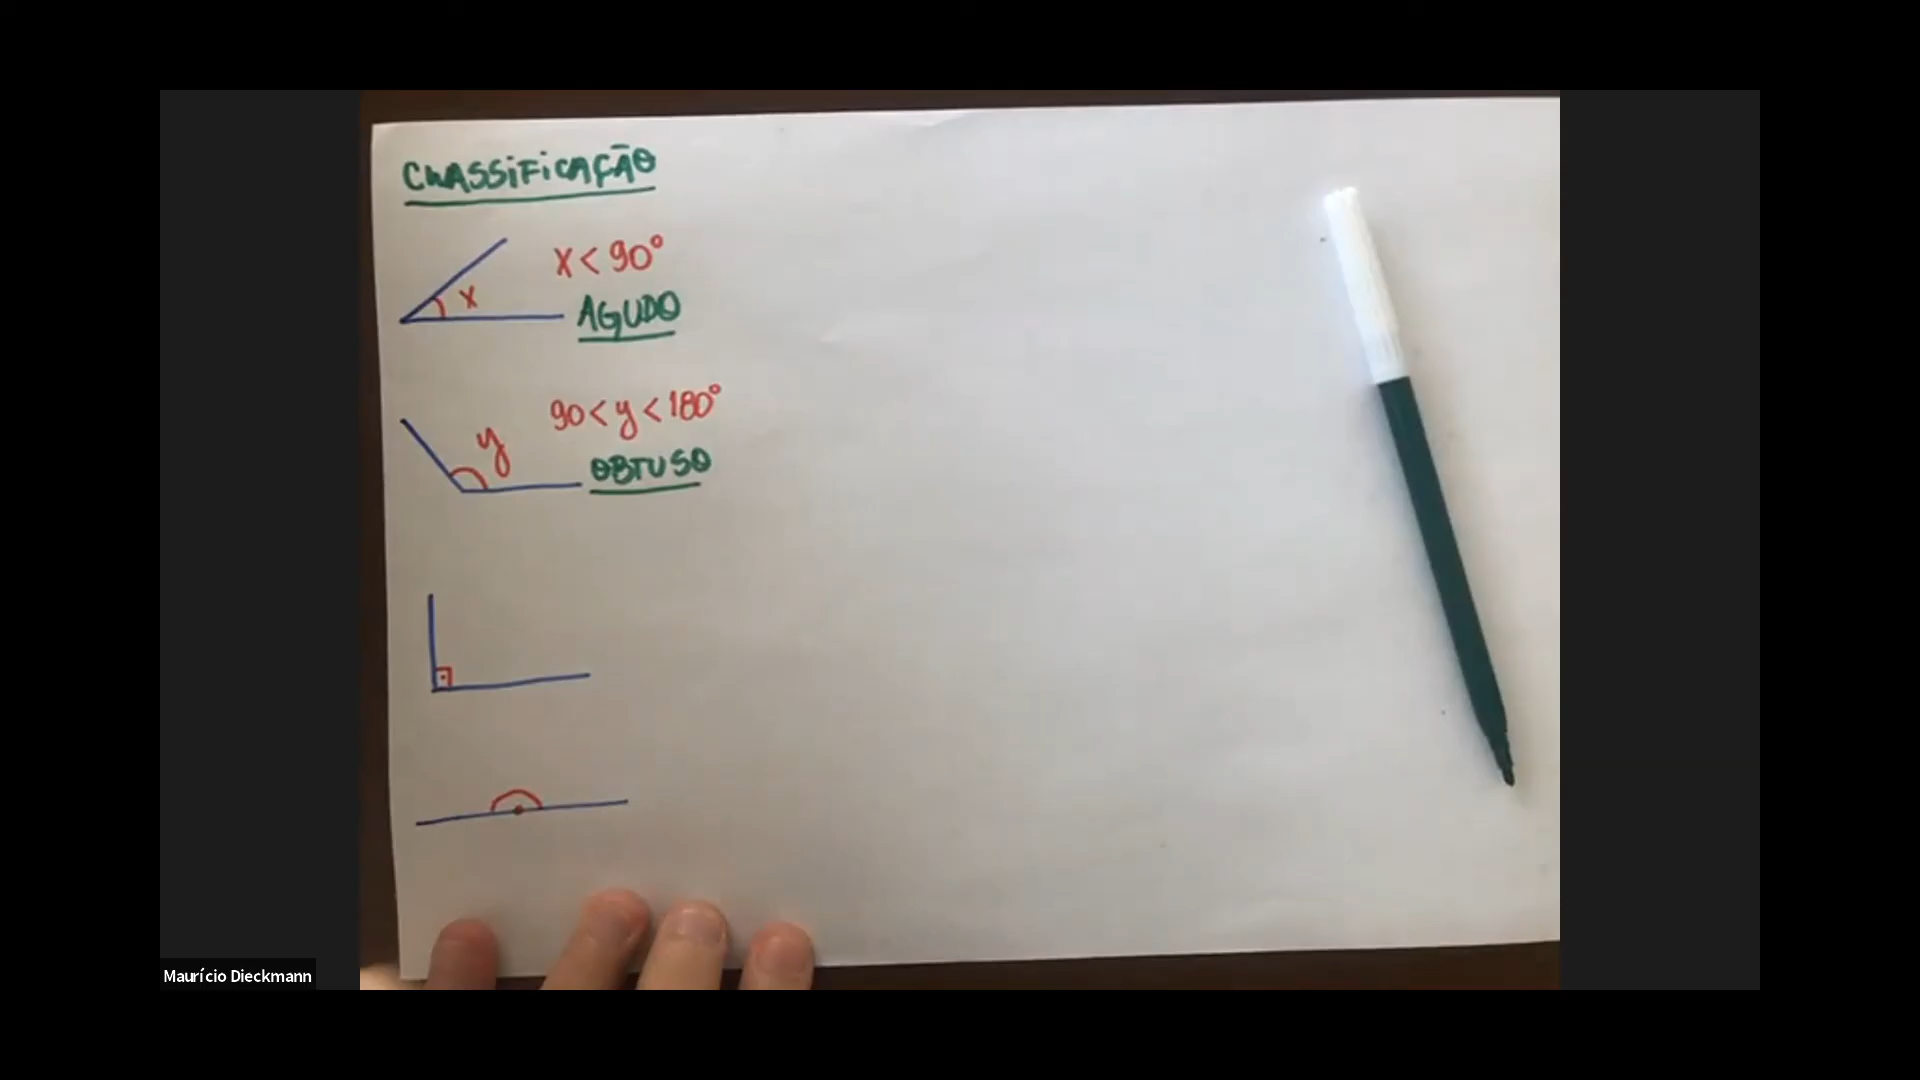 CLASSIFICAÇÃO
x < 90°
x
AGUDO
90 < y < 180°
y
OBTUSO
Maurício Dieckmann